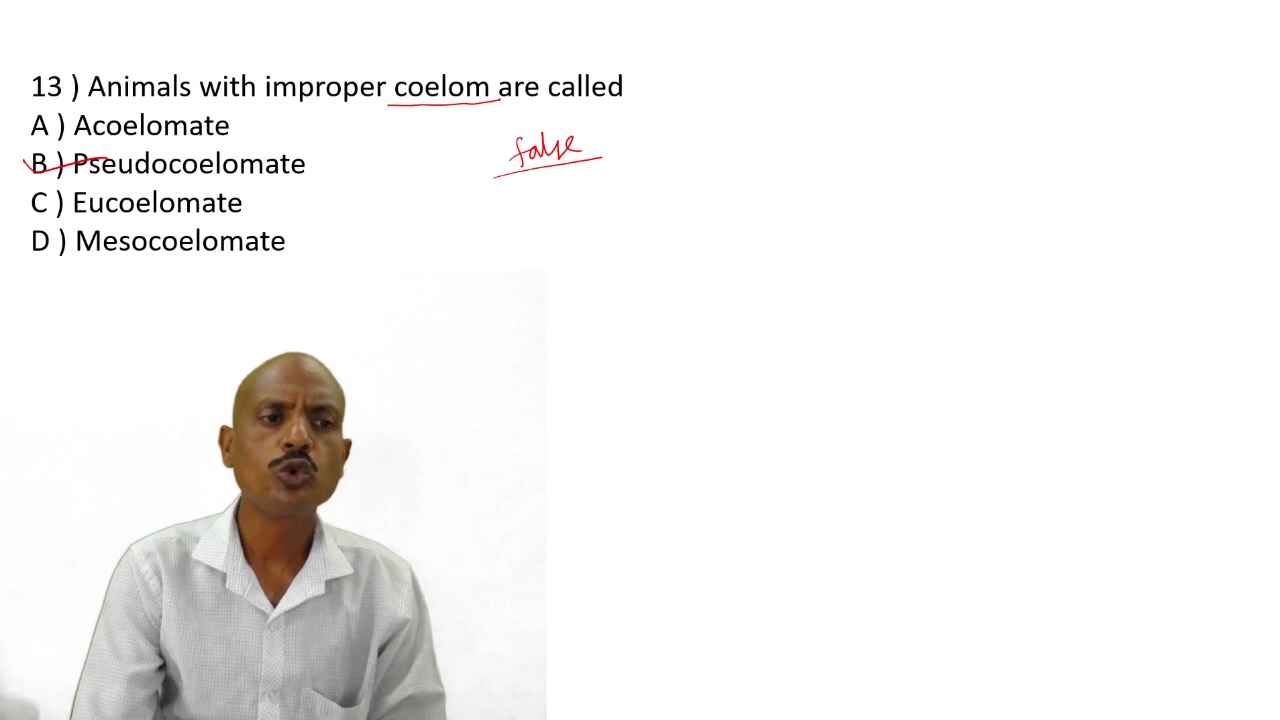 13 ) Animals with improper coelom are called
A ) Acoelomate
false
B ) Pseudocoelomate
C ) Eucoelomate
D ) Mesocoelomate